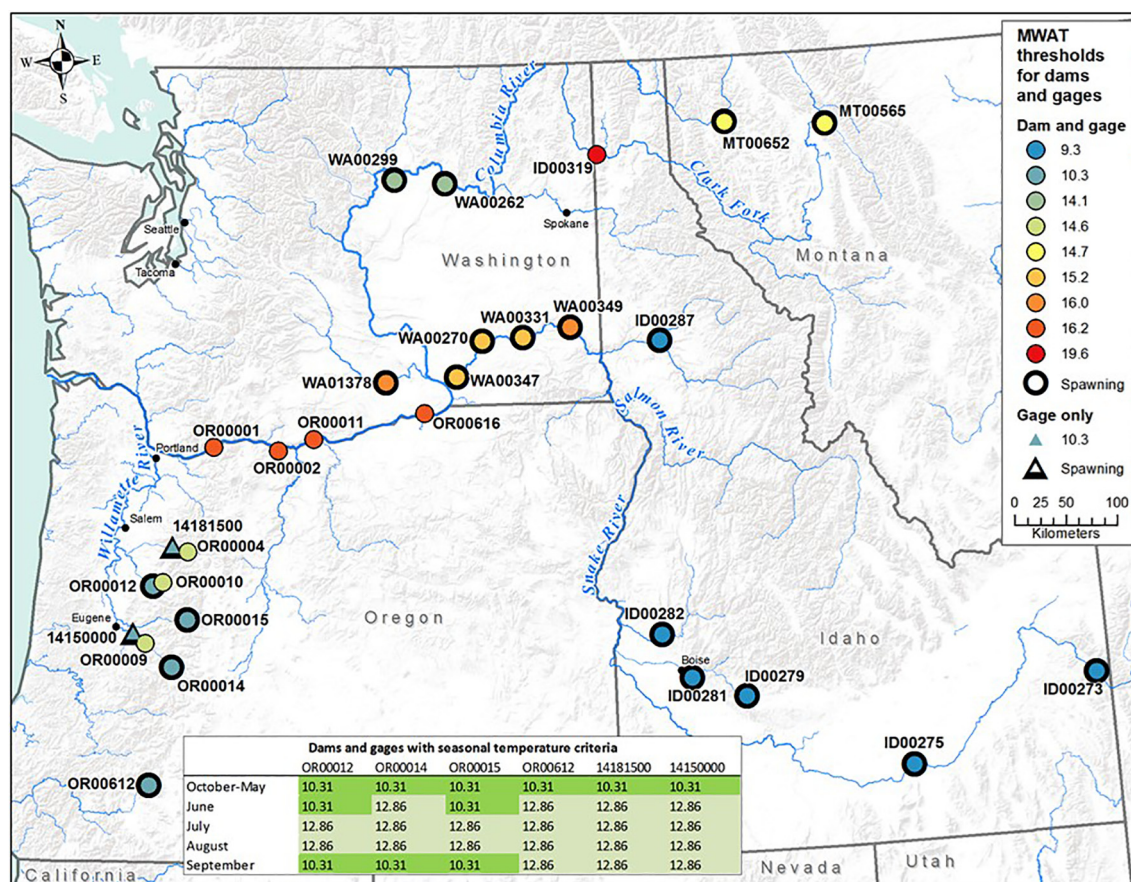 N
W E
S
MWAT
thresholds
for dams
and gages
Dam and gage
9.3
10.3
14.1
14.6
14.7
15.2
16.0
16.2
19.6
Spawning
Gage only
10.3
Spawning
0 25 50 100
Kilometers
MT00652
MT00565
WA00299
WA00262
Columbia River
ID00319
Clark Fork
Spokane
Seattle
Tacoma
Washington
Montana
WA00349
WA00331
WA00270
WA00347
WA01378
ID00287
OR00616
OR00011
OR00001
OR00002
Portland
Salmon River
Willamette River
Snake River
Salem
14181500
OR00004
OR00010
OR00012
OR00015
Eugene
14150000
OR00009
OR00014
Oregon
ID00282
Idaho
Boise
ID00281
ID00279
ID00273
ID00275
OR00612
Dams and gages with seasonal temperature criteria
OR00012 OR00014 OR00015 OR00612 14181500 14150000
October-May 10.31 10.31 10.31 10.31 10.31 10.31
June 10.31 12.86 10.31 12.86 12.86 12.86
July 12.86 12.86 12.86 12.86 12.86 12.86
August 12.86 12.86 12.86 12.86 12.86 12.86
September 10.31 10.31 10.31 12.86 12.86 12.86
California
Nevada
Utah